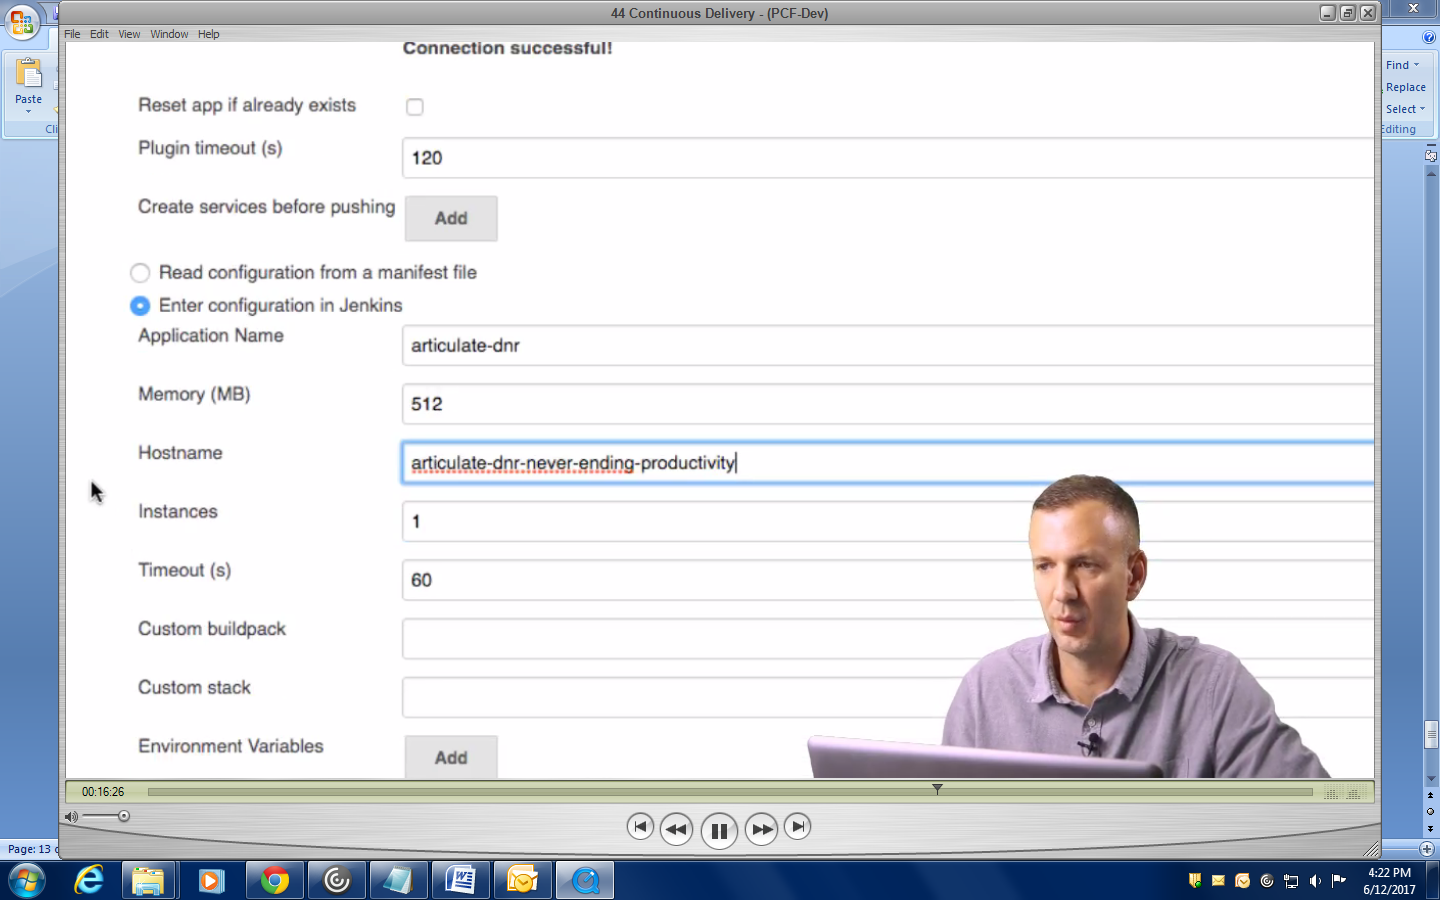 44 Continuous Delivery - (PCF-Dev)
File Edit View Window Help
Connection successful!
Reset app if already exists
Plugin timeout (s) 120
Create services before pushing Add
Read configuration from a manifest file
Enter configuration in Jenkins
Application Name articulate-dnr
Memory (MB) 512
Hostname articulate-dnr-never-ending-productivity
Instances 1
Timeout (s) 60
Custom buildpack
Custom stack
Environment Variables Add
00:16:26
Paste
Cli
Find
Replace
Select
Editing
Page: 13
4:22 PM
6/12/2017